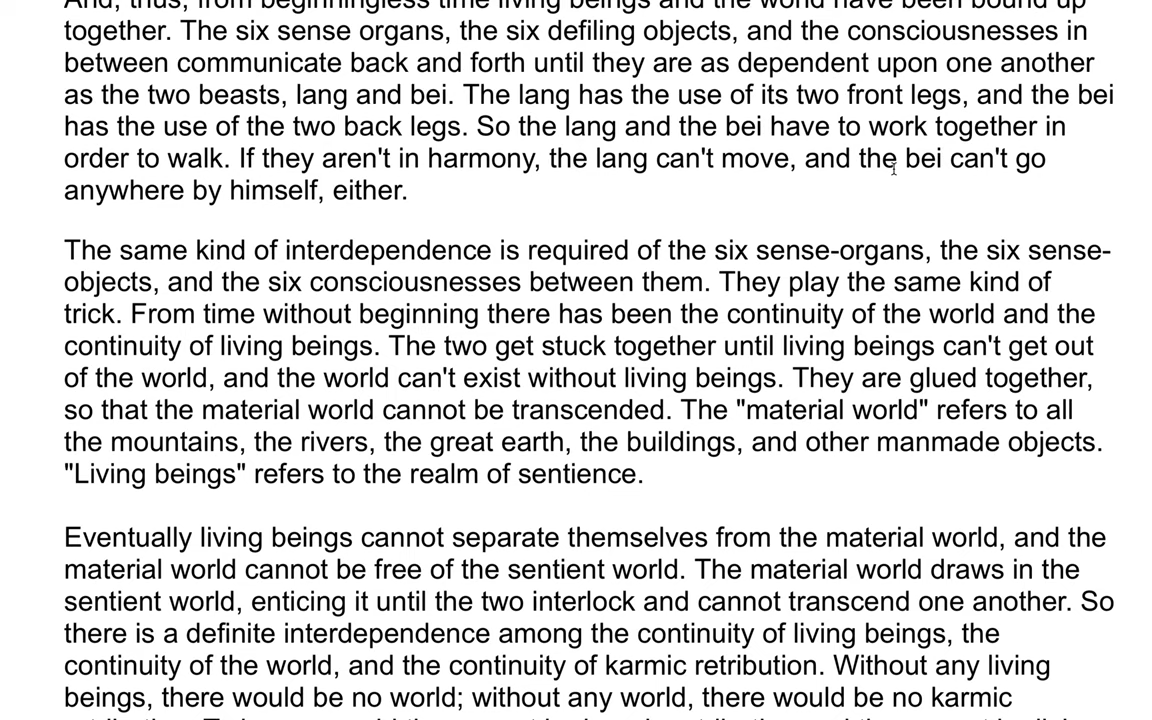 And, thus, from beginningless time living beings and the world have been bound up
together. The six sense organs, the six defiling objects, and the consciousnesses in
between communicate back and forth until they are as dependent upon one another
as the two beasts, lang and bei. The lang has the use of its two front legs, and the bei
has the use of the two back legs. So the lang and the bei have to work together in
order to walk. If they aren't in harmony, the lang can't move, and the bei can't go
anywhere by himself, either.
The same kind of interdependence is required of the six sense-organs, the six sense-
objects, and the six consciousnesses between them. They play the same kind of
trick. From time without beginning there has been the continuity of the world and the
continuity of living beings. The two get stuck together until living beings can't get out
of the world, and the world can't exist without living beings. They are glued together,
so that the material world cannot be transcended. The "material world" refers to all
the mountains, the rivers, the great earth, the buildings, and other manmade objects.
"Living beings" refers to the realm of sentience.
Eventually living beings cannot separate themselves from the material world, and the
material world cannot be free of the sentient world. The material world draws in the
sentient world, enticing it until the two interlock and cannot transcend one another. So
there is a definite interdependence among the continuity of living beings, the
continuity of the world, and the continuity of karmic retribution. Without any living
beings, there would be no world; without any world, there would be no karmic